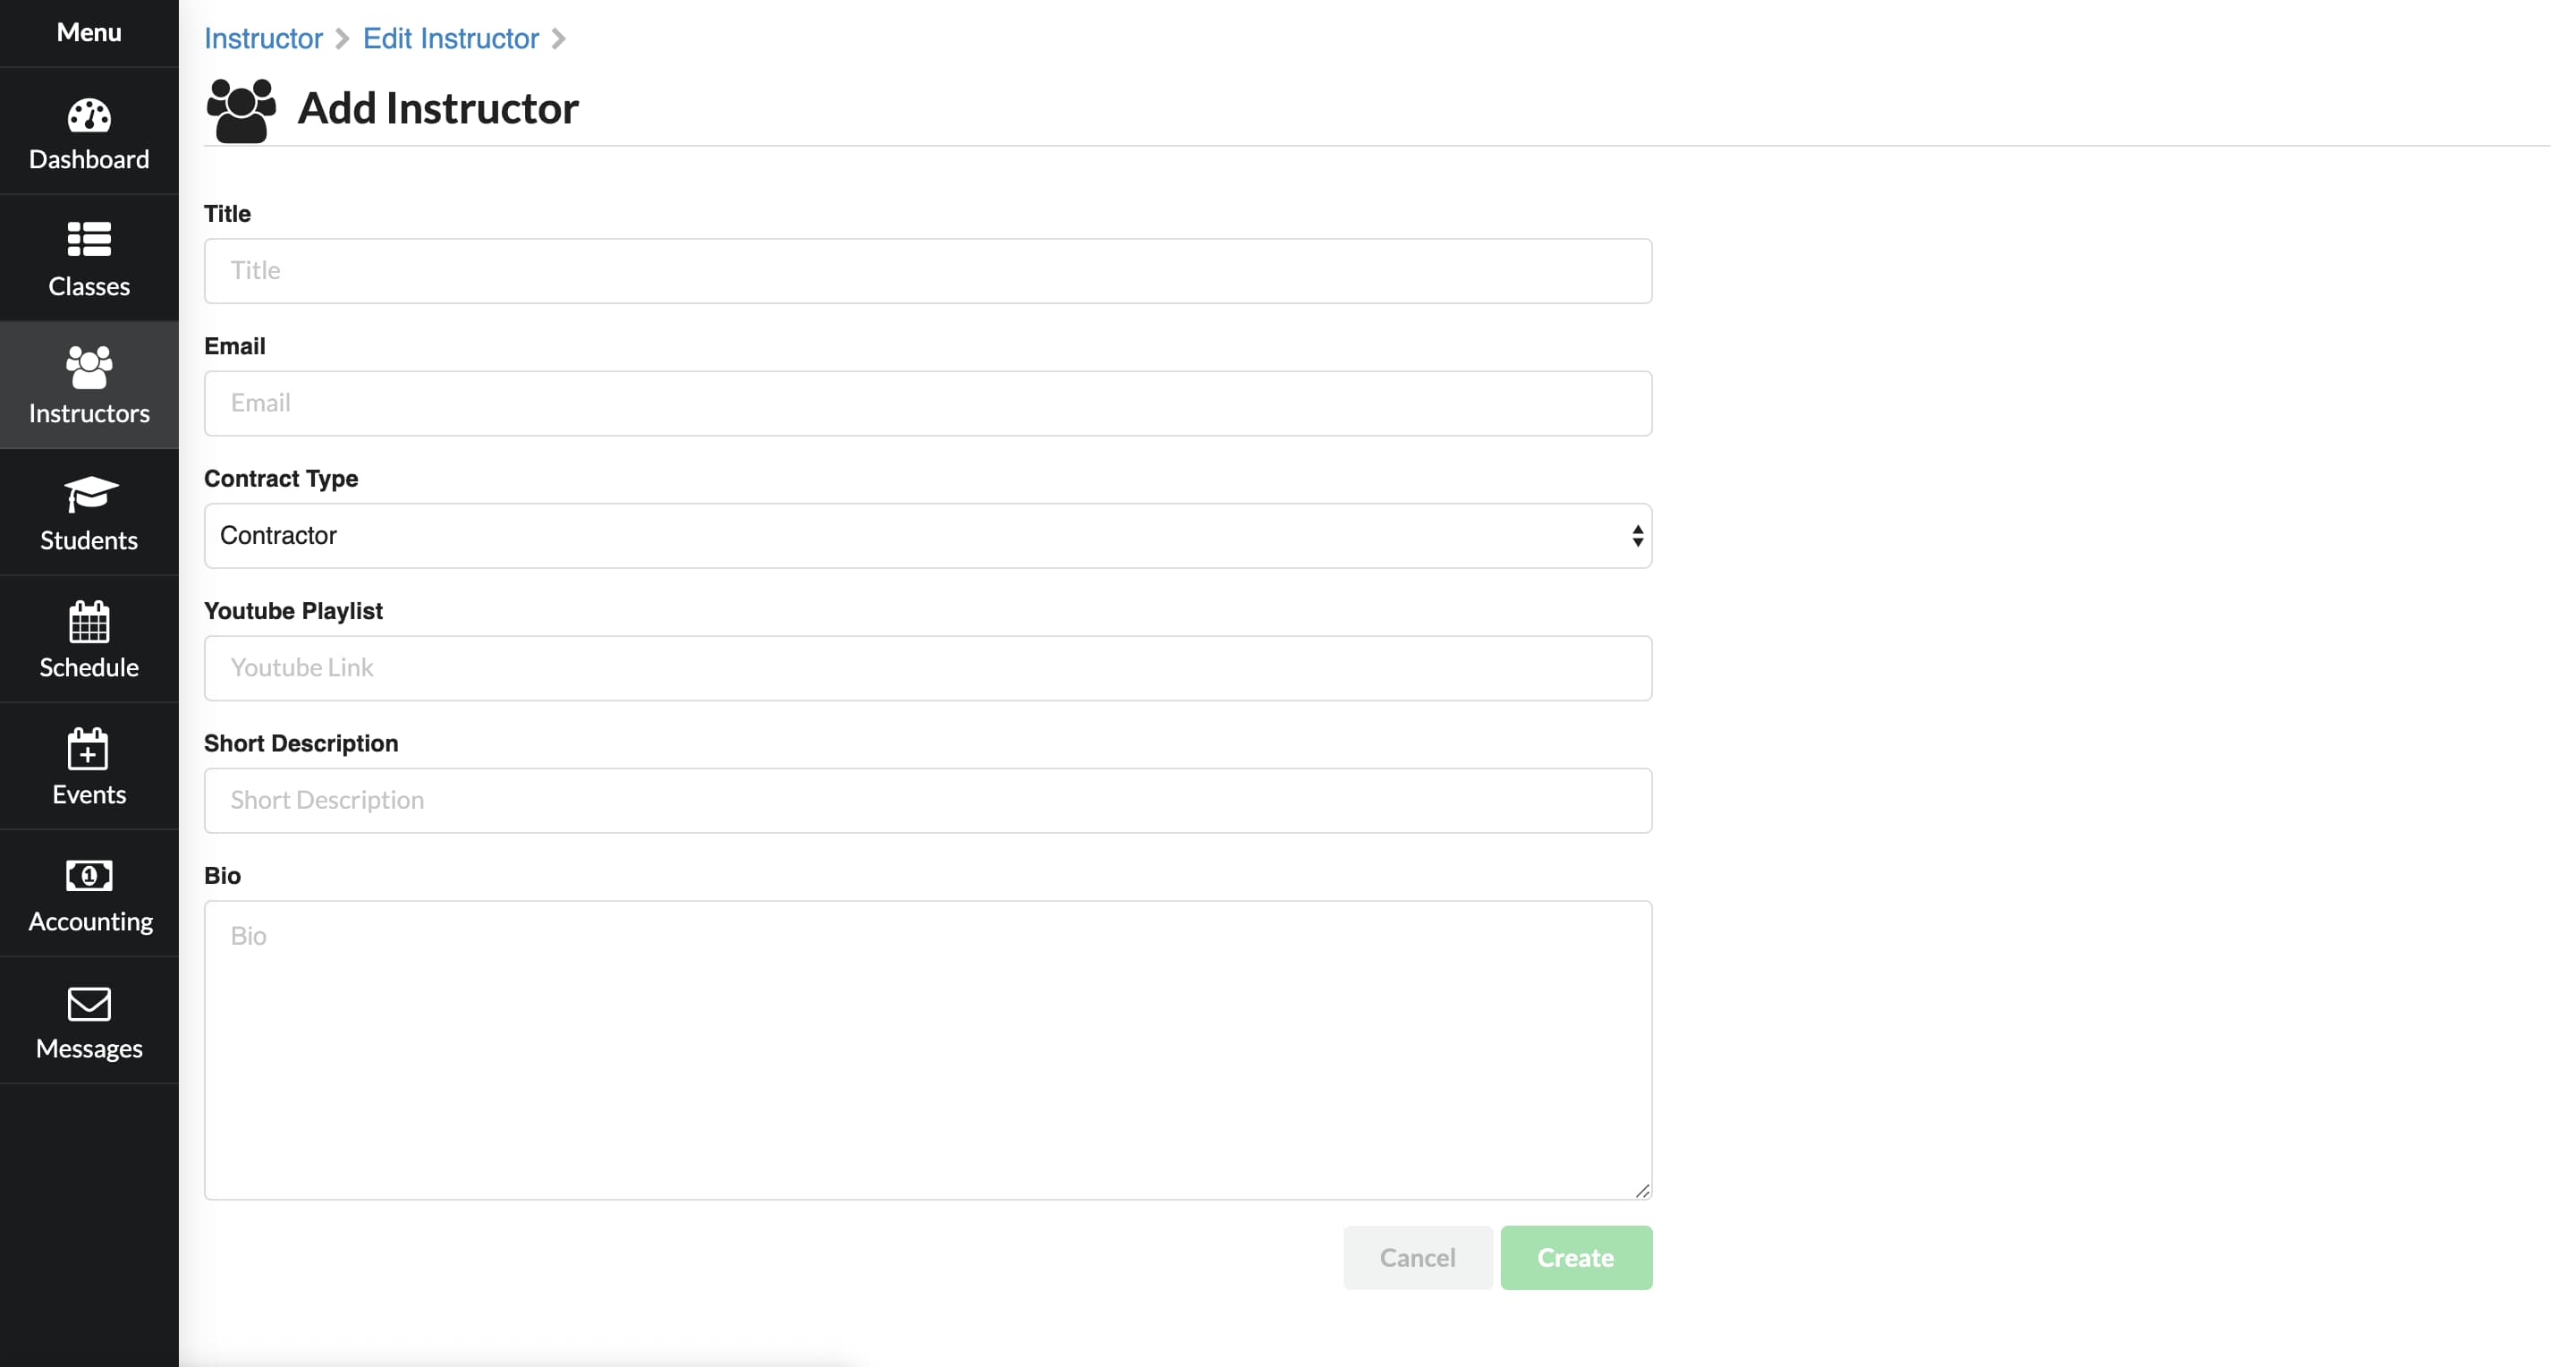 Menu
Dashboard
Classes
Instructors
Students
Schedule
Events
1
Accounting
Messages
Instructor Edit Instructor
Add Instructor
Title
Title
Email
Email
Contract Type
Contractor
Youtube Playlist
Youtube Link
Short Description
Short Description
Bio
Bio
Cancel Create